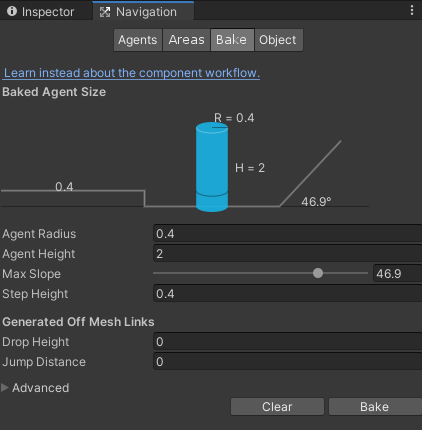 Inspector Navigation
Agents Areas Bake Object
Learn instead about the component workflow.
Baked Agent Size
R = 0.4
H = 2
0.4
46.9°
Agent Radius 0.4
Agent Height 2
Max Slope 46.9
Step Height 0.4
Generated Off Mesh Links
Drop Height 0
Jump Distance 0
Advanced
Clear Bake